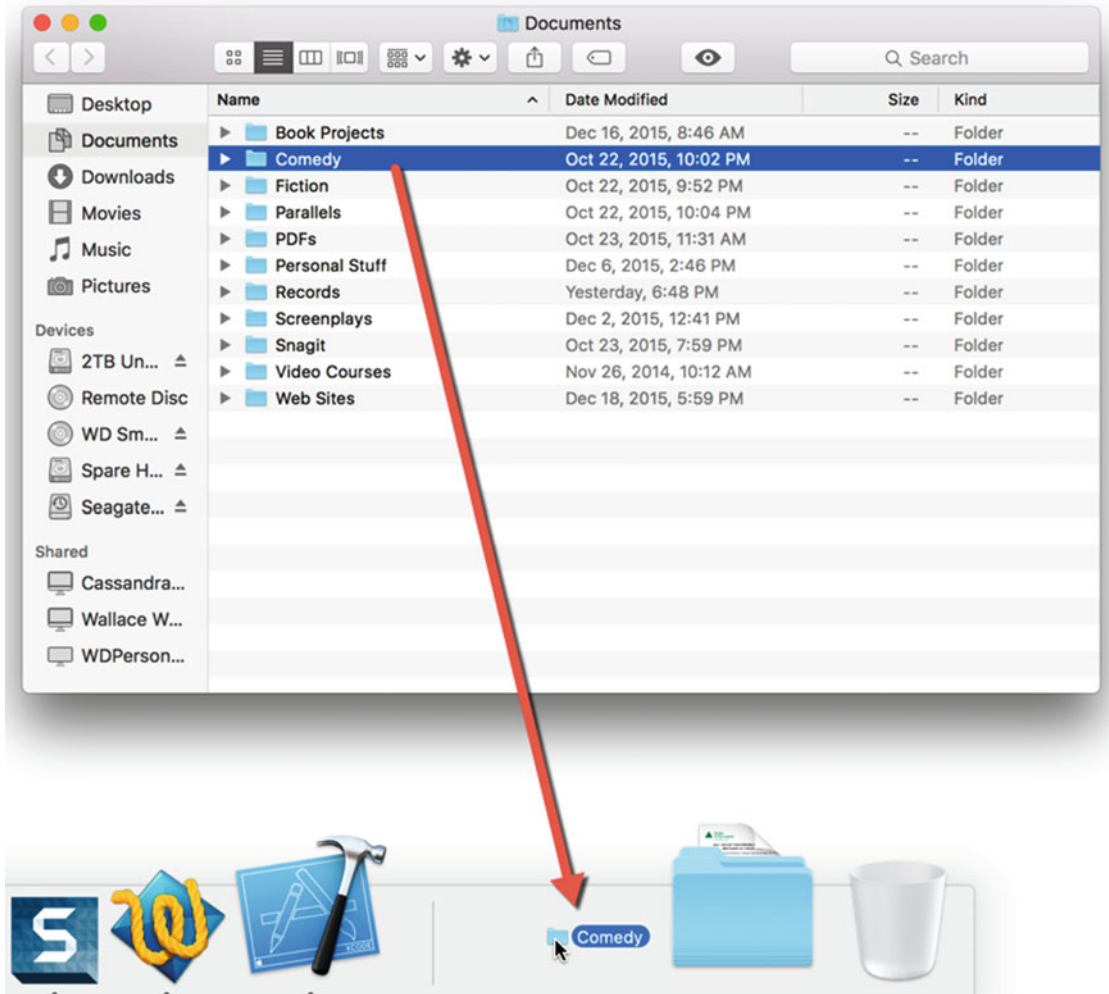 Documents
Search
Desktop
Documents
Downloads
Movies
Music
Pictures
Devices
2TB Un...
Remote Disc
WD Sm...
Spare H...
Seagate...
Shared
Cassandra...
Wallace W...
WDPerson...
Name Date Modified Size Kind
Book Projects Dec 16, 2015, 8:46 AM -- Folder
Comedy Oct 22, 2015, 10:02 PM -- Folder
Fiction Oct 22, 2015, 9:52 PM -- Folder
Parallels Oct 22, 2015, 10:04 PM -- Folder
PDFs Oct 23, 2015, 11:31 AM -- Folder
Personal Stuff Dec 6, 2015, 2:46 PM -- Folder
Records Yesterday, 6:48 PM -- Folder
Screenplays Dec 2, 2015, 12:41 PM -- Folder
Snagit Oct 23, 2015, 7:59 PM -- Folder
Video Courses Nov 26, 2014, 10:12 AM -- Folder
Web Sites Dec 18, 2015, 5:59 PM -- Folder
S
W
XCODE
Comedy